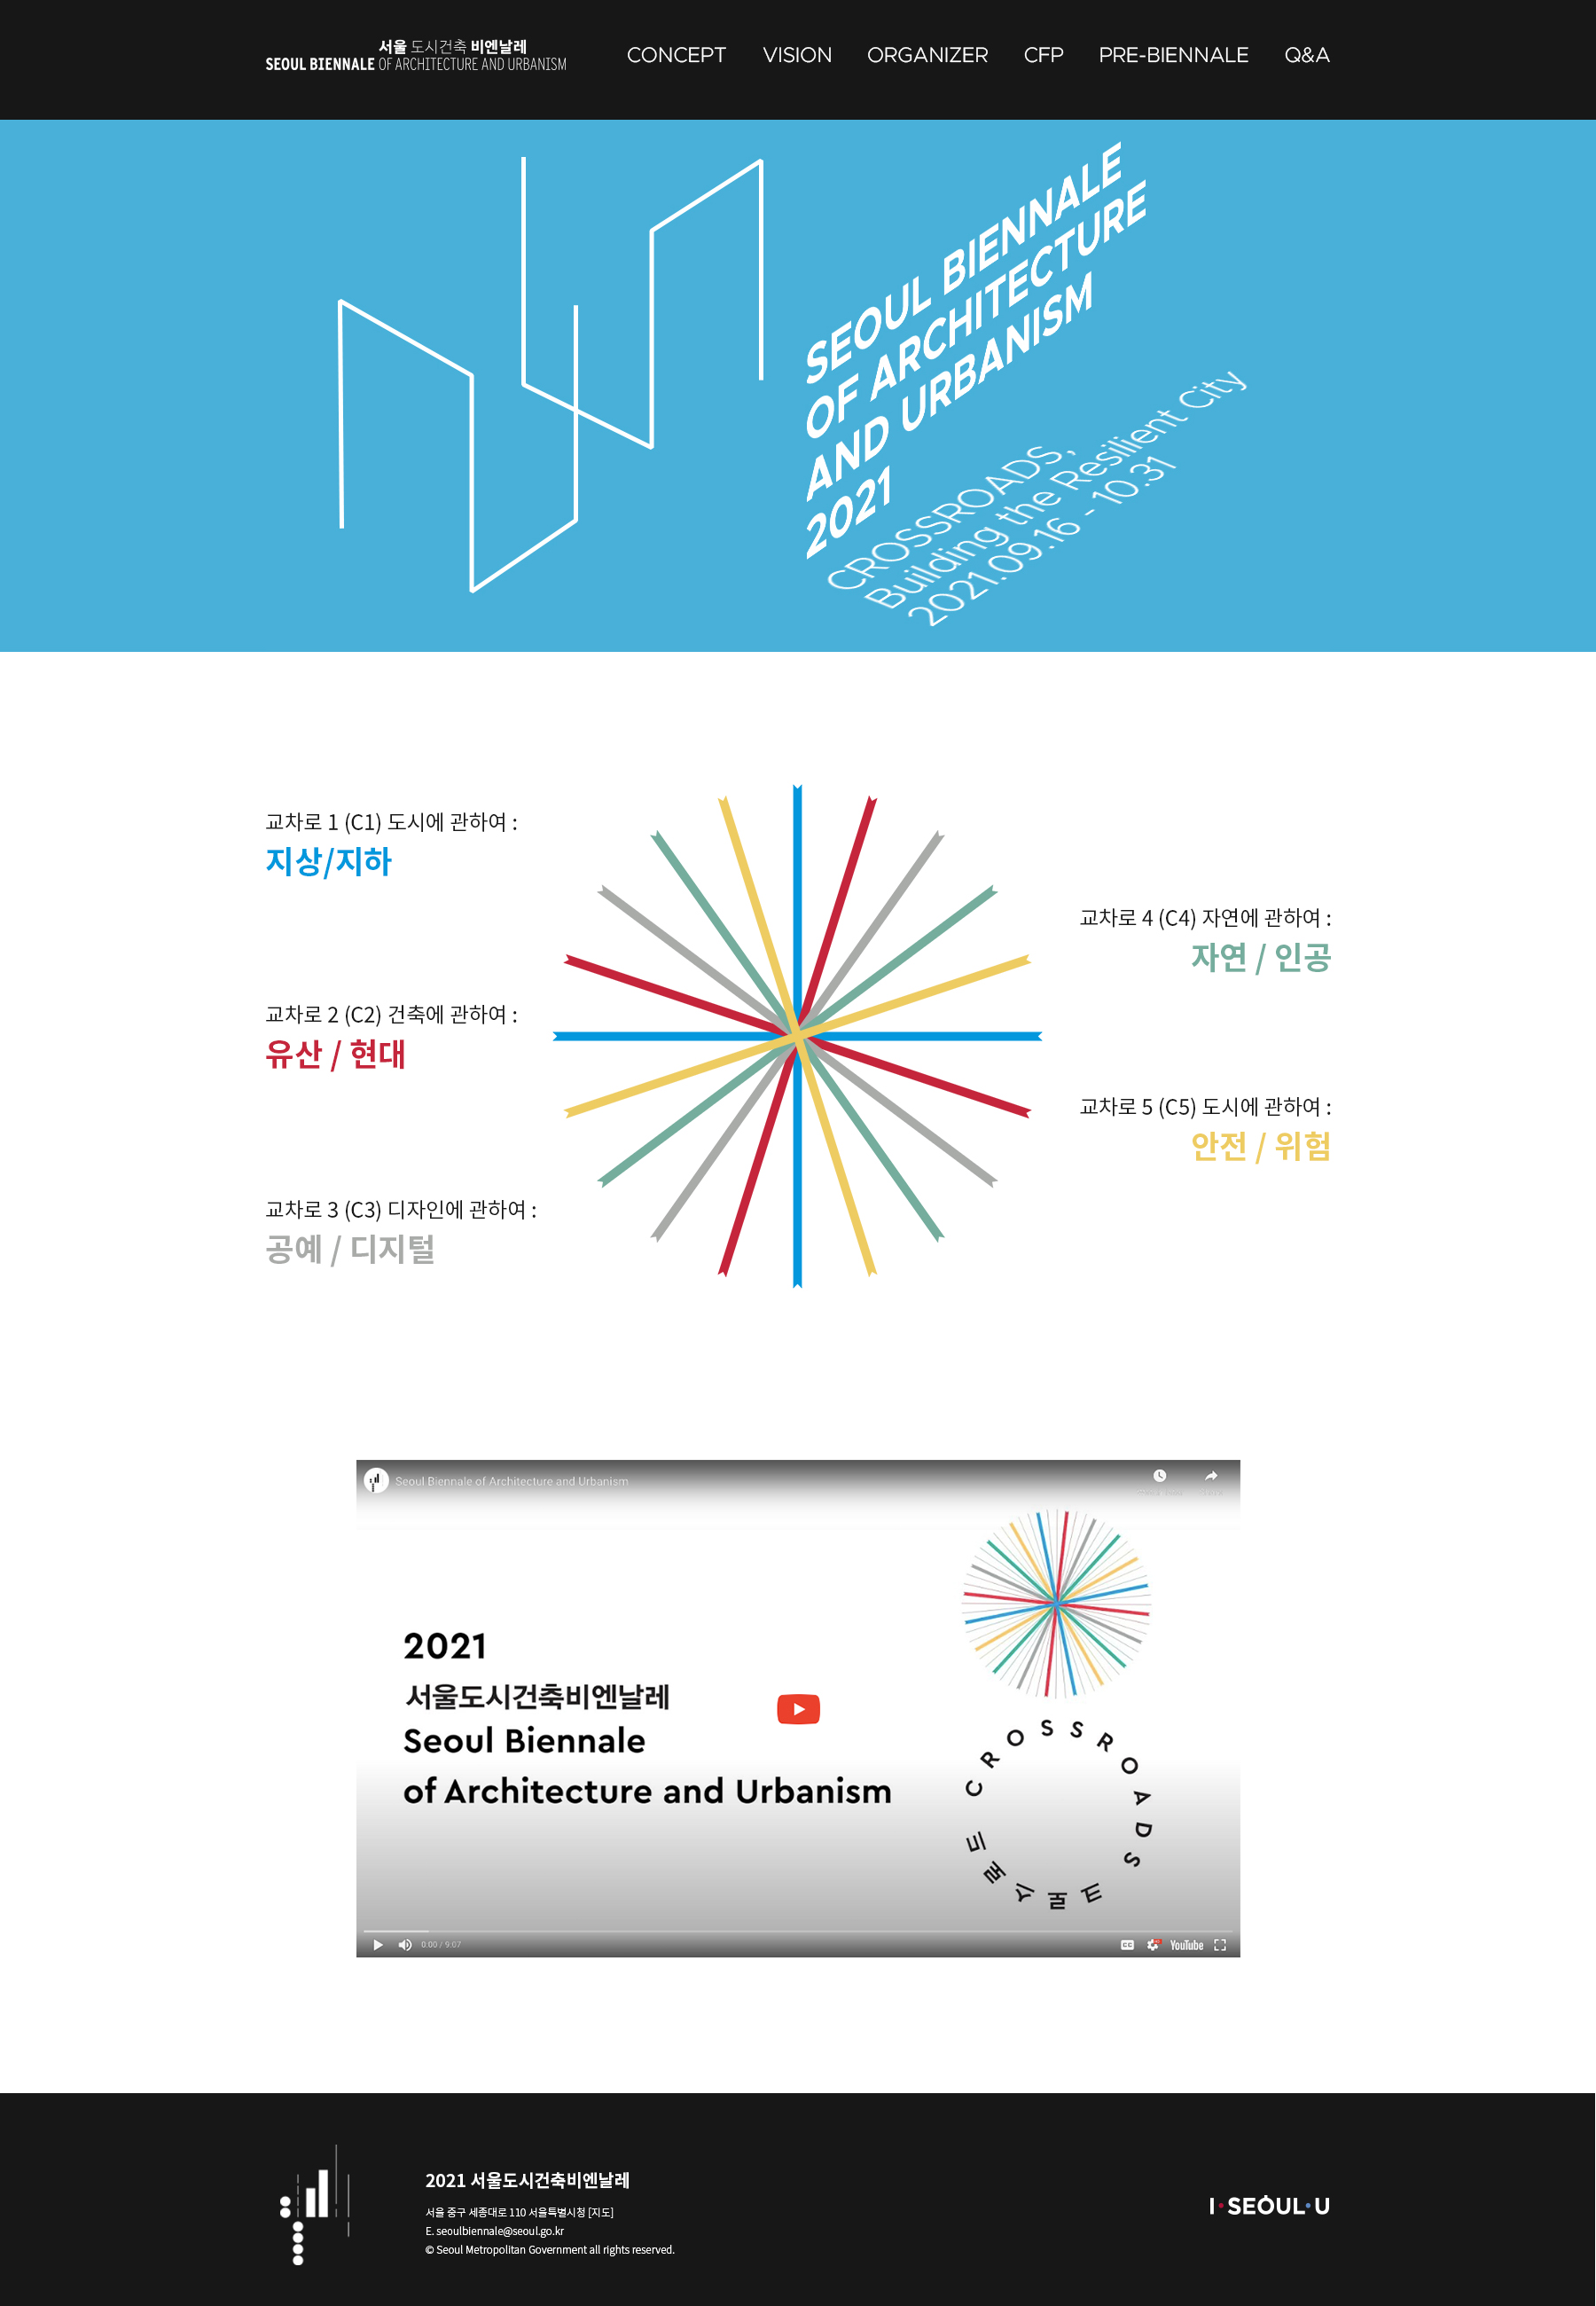 서울 도시건축 비엔날레
SEOUL BIENNALE OF ARCHITECTURE AND URBANISM
CONCEPT VISION ORGANIZER CFP PRE-BIENNALE Q&A
SEOUL BIENNALE
OF ARCHITECTURE
AND URBANISM
2021
CROSSROADS,
Building the Resilient City
2021.09.16 - 10.31
교차로 1 (C1) 도시에 관하여 :
지상/지하
교차로 2 (C2) 건축에 관하여 :
유산 / 현대
교차로 3 (C3) 디자인에 관하여 :
공예 / 디지털
교차로 4 (C4) 자연에 관하여 :
자연 / 인공
교차로 5 (C5) 도시에 관하여 :
안전 / 위험
Seoul Biennale of Architecture and Urbanism
2021
서울도시건축비엔날레
Seoul Biennale
of Architecture and Urbanism
CROSSROADS
크로스로드
0:00 / 9:07
CC
YouTube
2021 서울도시건축비엔날레
서울 중구 세종대로 110 서울특별시청 [지도]
E. seoulbiennale@seoul.go.kr
© Seoul Metropolitan Government all rights reserved.
I·SEOUL·U